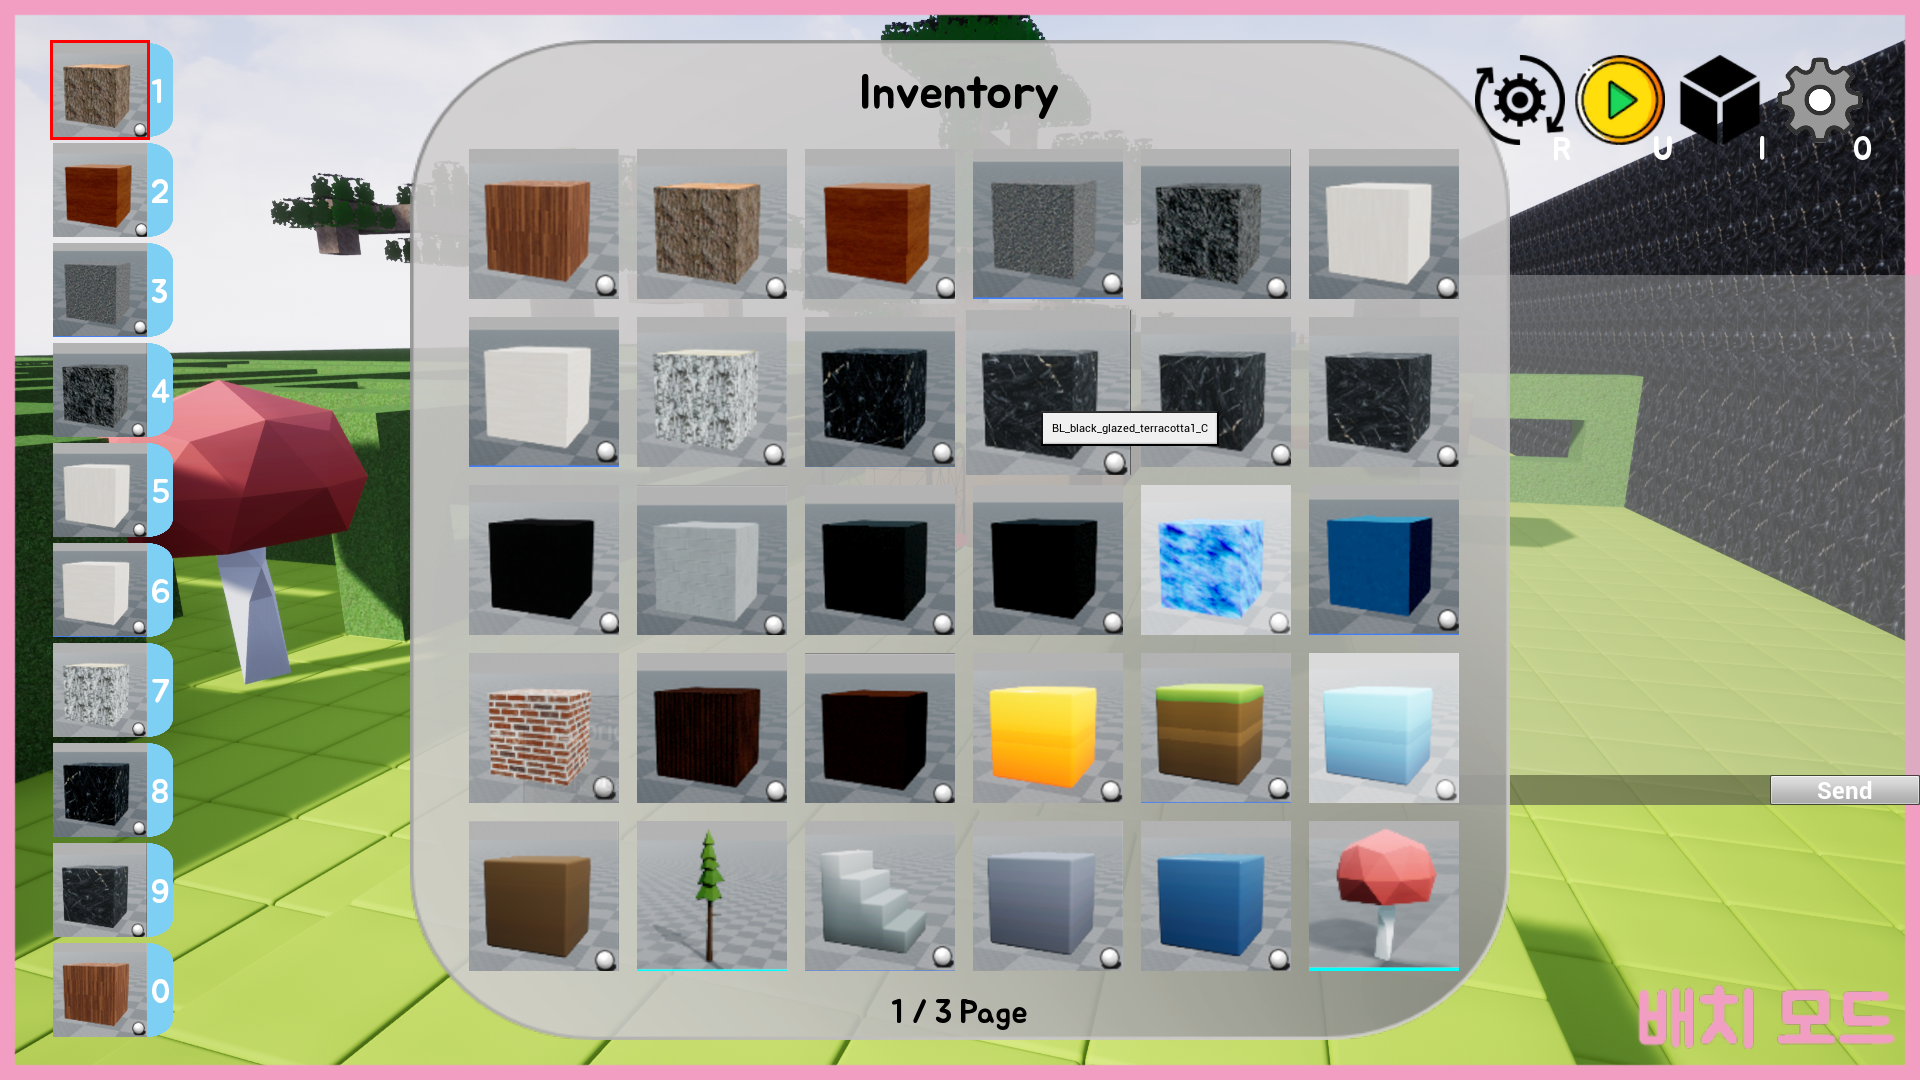 Inventory
1
2
3
4
5
6
7
8
9
0
R
U
I
O
BL_black_glazed_terracotta1_C
Send
1 / 3 Page
배치 모드